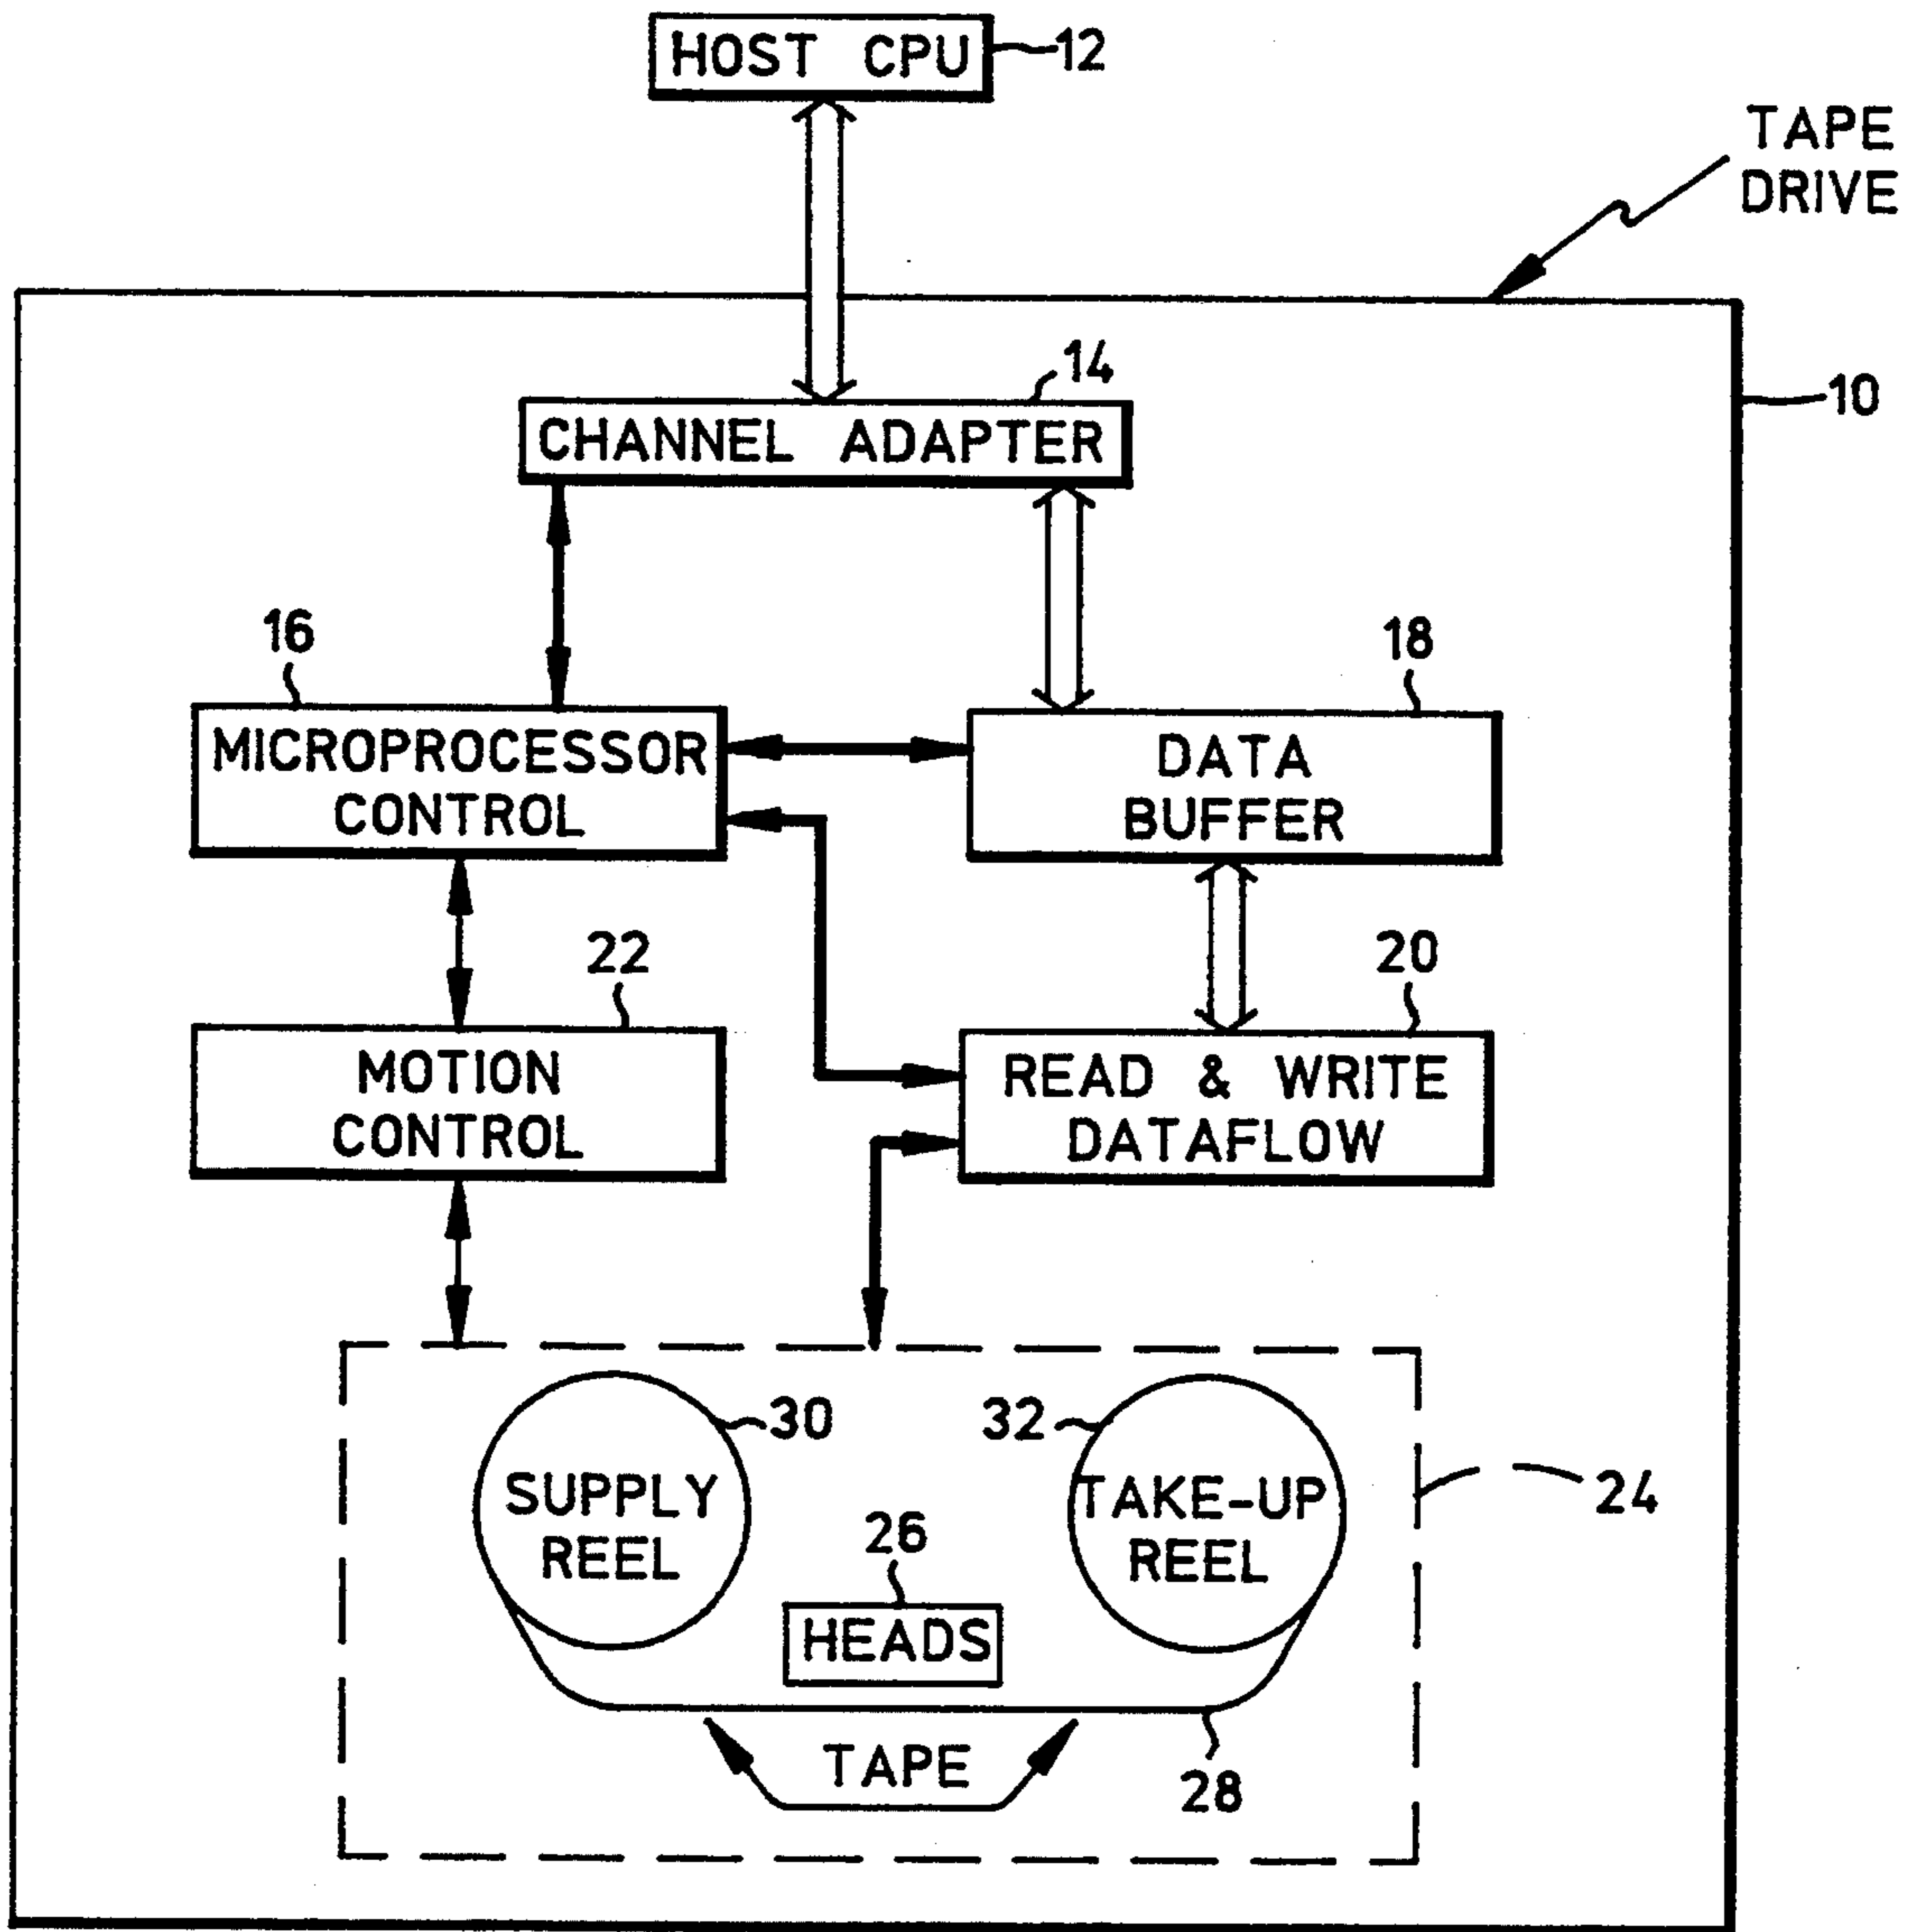 HOST CPU
12
TAPE
DRIVE
14
10
CHANNEL ADAPTER
16
18
MICROPROCESSOR
CONTROL
DATA
BUFFER
22
20
MOTION
CONTROL
READ & WRITE
DATAFLOW
30
32
SUPPLY
REEL
TAKE-UP
REEL
24
26
HEADS
TAPE
28